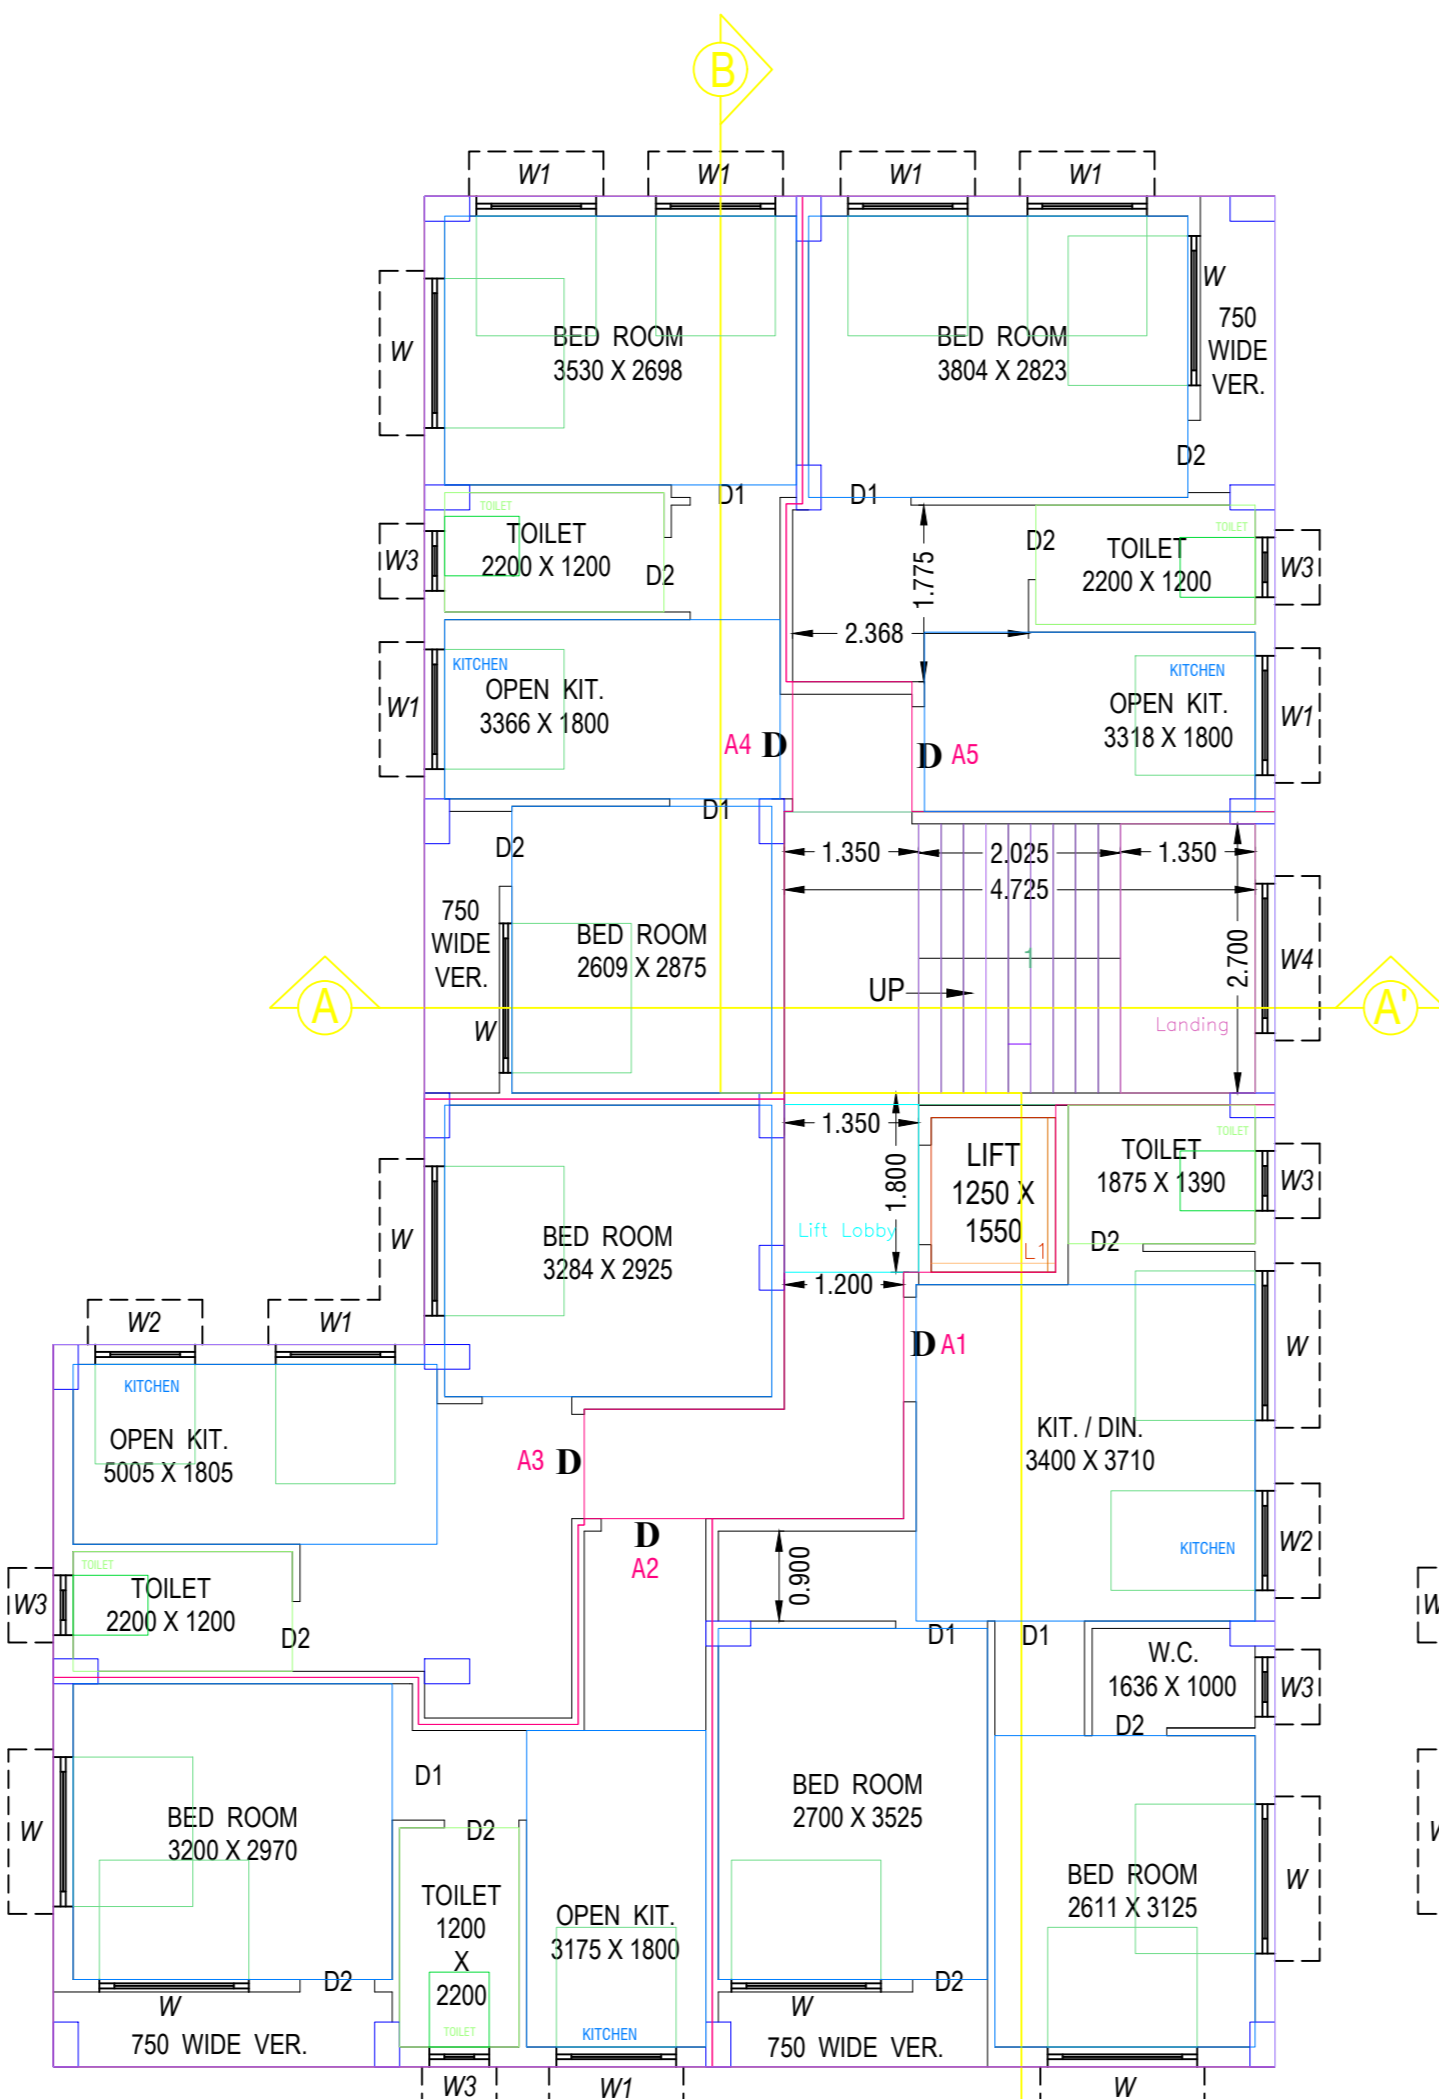 B
W1
W1
W1
W1
W
BED ROOM
3530 X 2698
BED ROOM
3804 X 2823
W
750
WIDE
VER.
D2
D1
D1
TOILET
TOILET
2200 X 1200
W3
D2
D2
TOILET
TOILET
2200 X 1200
W3
1.775
2.368
KITCHEN
OPEN KIT.
3366 X 1800
W1
KITCHEN
OPEN KIT.
3318 X 1800
W1
A4 D
D A5
D1
D2
1.350
2.025
1.350
4.725
750
WIDE
VER.
BED ROOM
2609 X 2875
W
1
UP
2.700
W4
Landing
A
A'
1.350
1.800
LIFT
1250 X
1550
L1
Lift Lobby
TOILET
TOILET
1875 X 1390
W3
D2
W
BED ROOM
3284 X 2925
1.200
W2
W1
D A1
W
KITCHEN
OPEN KIT.
5005 X 1805
A3 D
KIT. / DIN.
3400 X 3710
KITCHEN
W2
D
A2
0.900
TOILET
TOILET
2200 X 1200
W3
D2
D1
D1
W.C.
1636 X 1000
W3
D2
W
BED ROOM
3200 X 2970
D1
D2
TOILET
1200
X
2200
TOILET
OPEN KIT.
3175 X 1800
KITCHEN
BED ROOM
2700 X 3525
BED ROOM
2611 X 3125
W
D2
W
750 WIDE VER.
W
D2
750 WIDE VER.
W3
W1
W